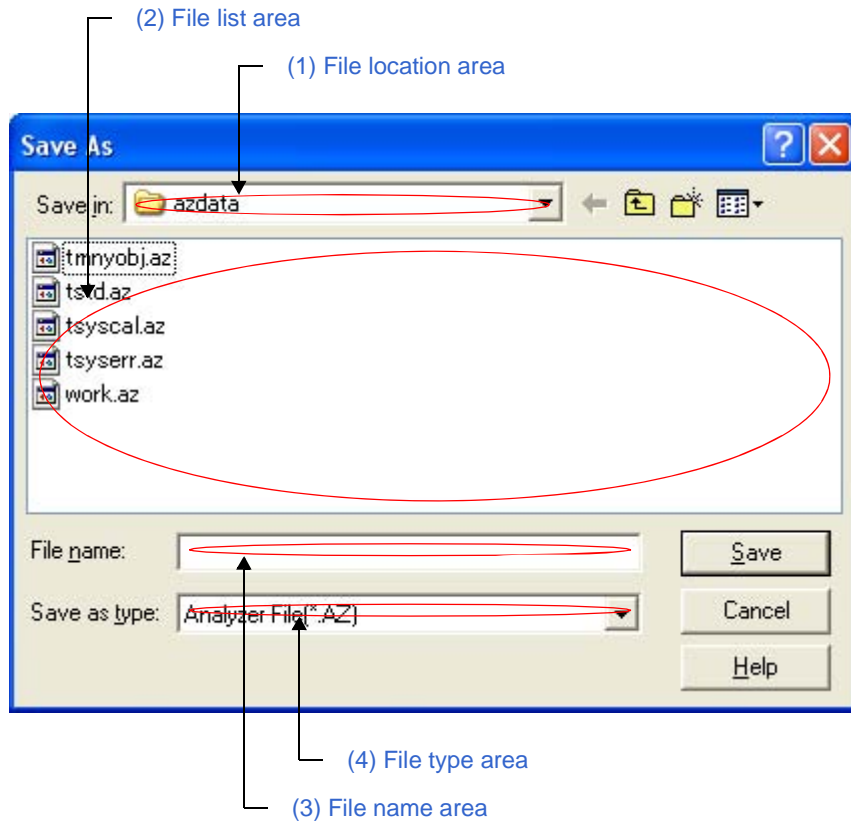 (2) File list area
(1) File location area
Save As
Save in: azdata
tmnyobj.az
tstd.az
tsyscal.az
tsyserr.az
work.az
File name:
Save
Save as type: Analyzer File(*.AZ)
Cancel
Help
(4) File type area
(3) File name area